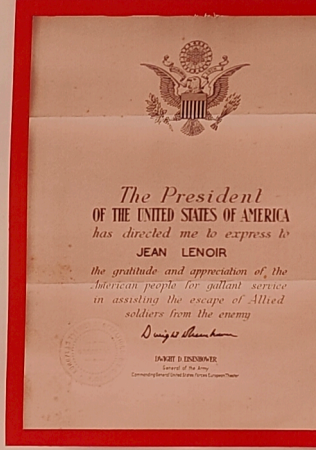 The President
OF THE UNITED STATES OF AMERICA
has directed me to express to
JEAN LENOIR
the gratitude and appreciation of the
American people for gallant service
in assisting the escape of Allied
soldiers from the enemy
Dwight D. Eisenhower
DWIGHT D. EISENHOWER
General of the Army
Commanding General United States Forces European Theater